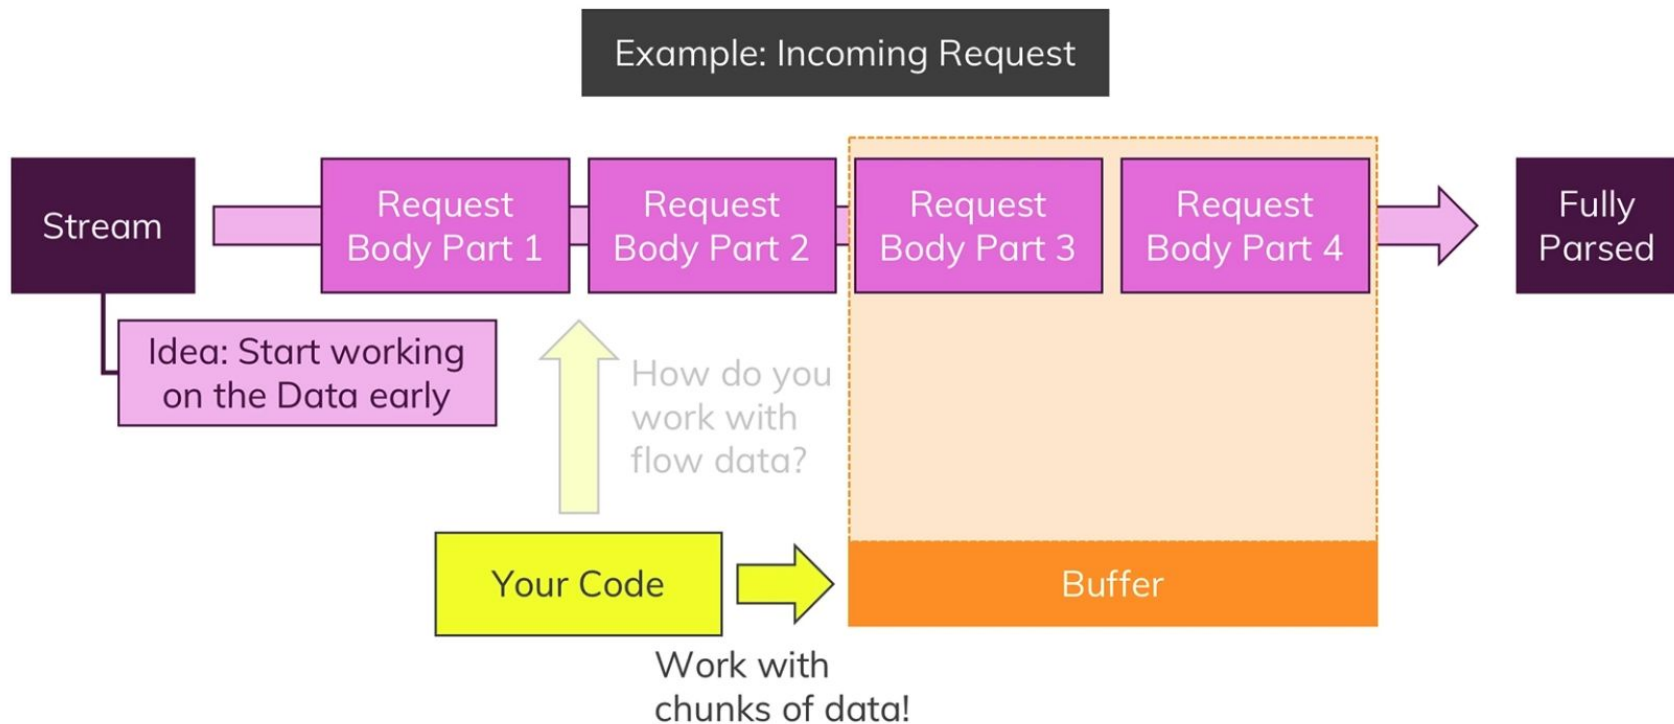 Example: Incoming Request
Stream
Request
Body Part 1
Request
Body Part 2
Request
Body Part 3
Request
Body Part 4
Fully
Parsed
Idea: Start working
on the Data early
How do you
work with
flow data?
Your Code
Buffer
Work with
chunks of data!